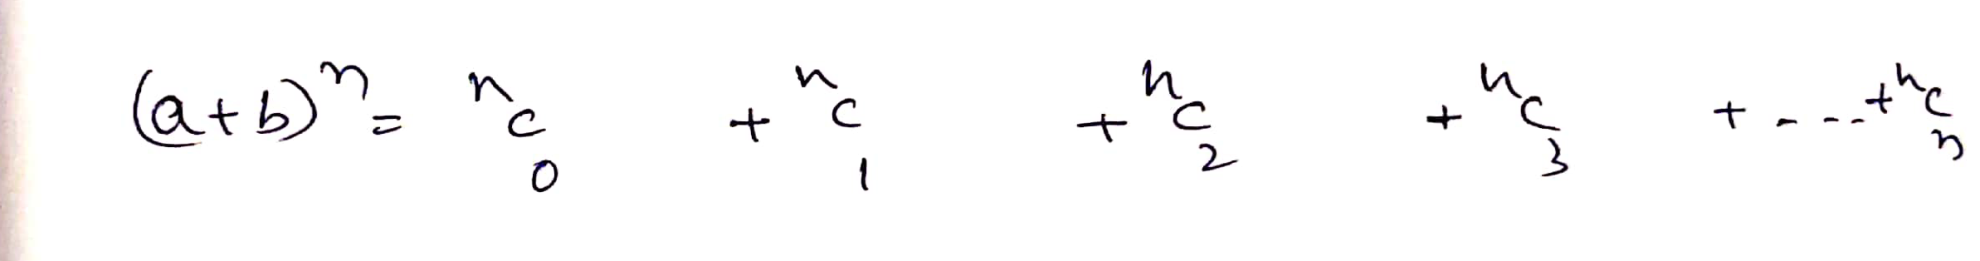 (a+b)ⁿ = ⁿC₀ + ⁿC₁ + ⁿC₂ + ⁿC₃ + - - - - + ⁿCₙ